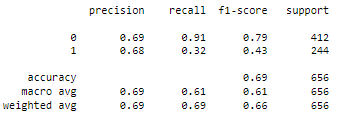 precision recall f1-score support
0 0.69 0.91 0.79 412
1 0.68 0.32 0.43 244
accuracy 0.69 656
macro avg 0.69 0.61 0.61 656
weighted avg 0.69 0.69 0.66 656